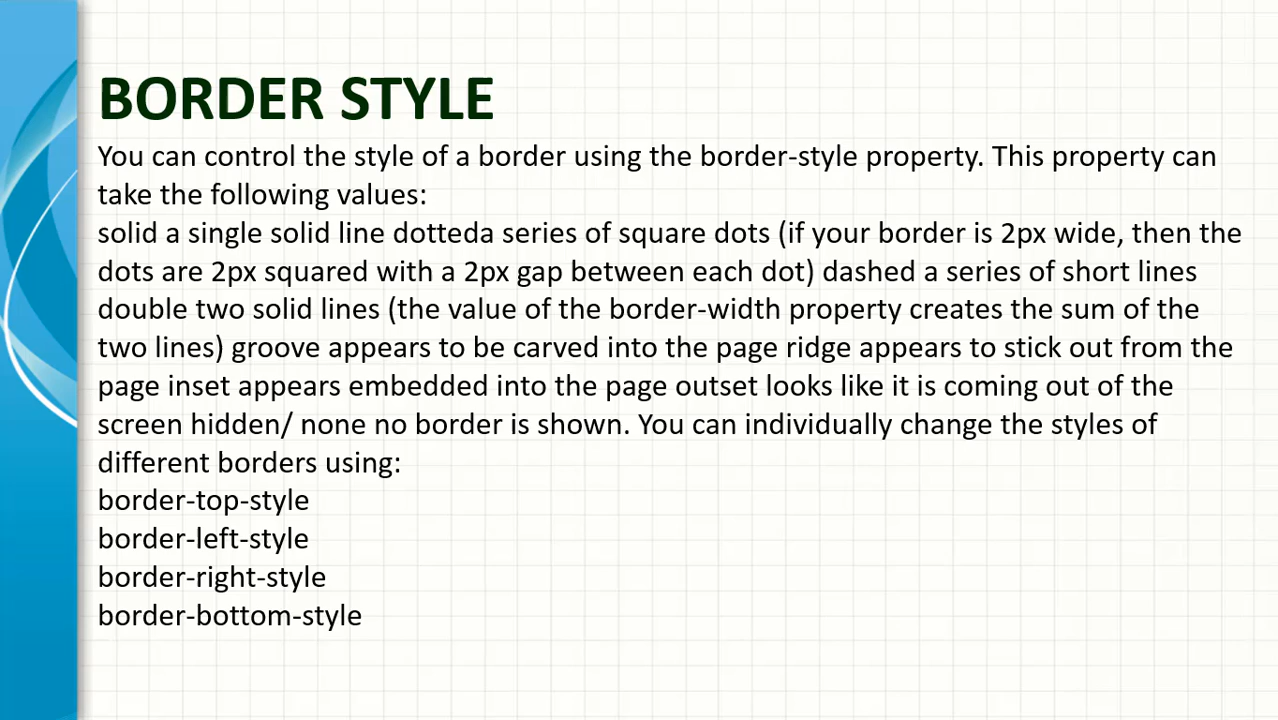 BORDER STYLE
You can control the style of a border using the border-style property. This property can
take the following values:
solid a single solid line dotteda series of square dots (if your border is 2px wide, then the
dots are 2px squared with a 2px gap between each dot) dashed a series of short lines
double two solid lines (the value of the border-width property creates the sum of the
two lines) groove appears to be carved into the page ridge appears to stick out from the
page inset appears embedded into the page outset looks like it is coming out of the
screen hidden/ none no border is shown. You can individually change the styles of
different borders using:
border-top-style
border-left-style
border-right-style
border-bottom-style